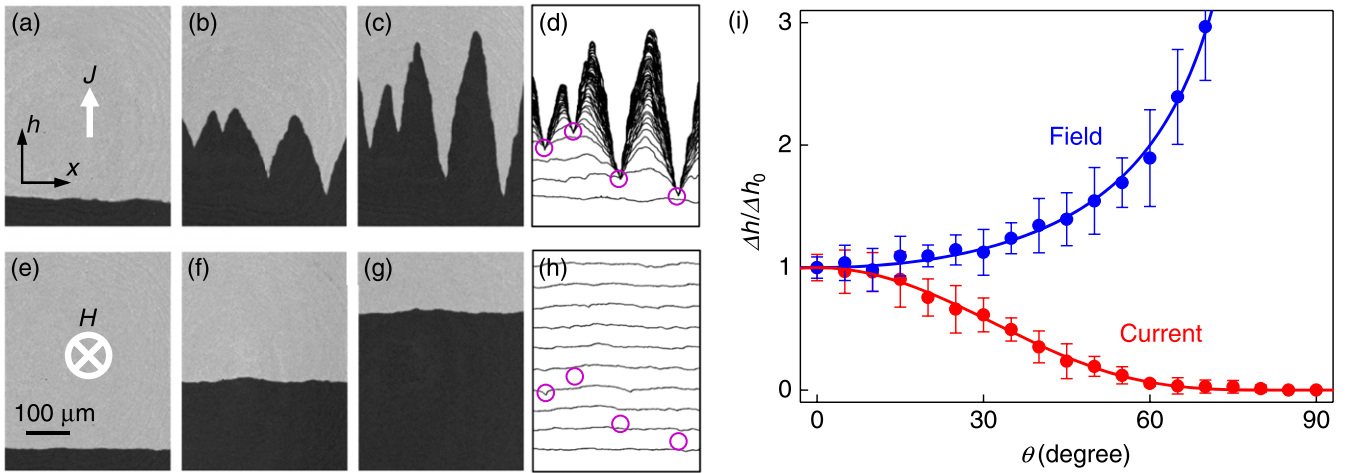 (a)
J
h
x
(b)
(c)
(d)
(e)
H
100 μm
(f)
(g)
(h)
(i)
3
2
1
0
Δh/Δh₀
Field
Current
0
30
60
90
θ (degree)